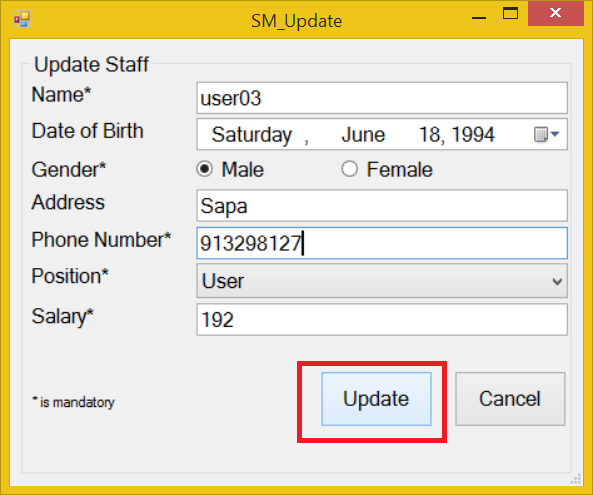 SM_Update
Update Staff
Name* user03
Date of Birth Saturday , June 18, 1994
Gender* Male Female
Address Sapa
Phone Number* 913298127
Position* User
Salary* 192
* is mandatory Update Cancel